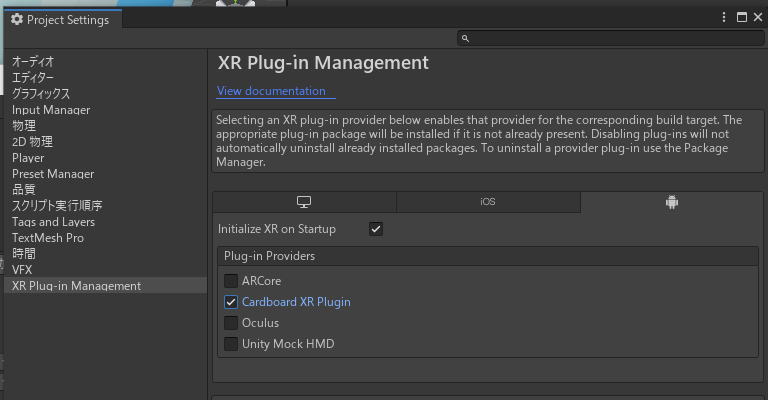 Project Settings
オーディオ
エディター
グラフィックス
Input Manager
物理
2D 物理
Player
Preset Manager
品質
スクリプト実行順序
Tags and Layers
TextMesh Pro
時間
VFX
XR Plug-in Management
XR Plug-in Management
View documentation
Selecting an XR plug-in provider below enables that provider for the corresponding build target. The
appropriate plug-in package will be installed if it is not already present. Disabling plug-ins will not
automatically uninstall already installed packages. To uninstall a provider plug-in use the Package
Manager.
iOS
Initialize XR on Startup
Plug-in Providers
ARCore
Cardboard XR Plugin
Oculus
Unity Mock HMD